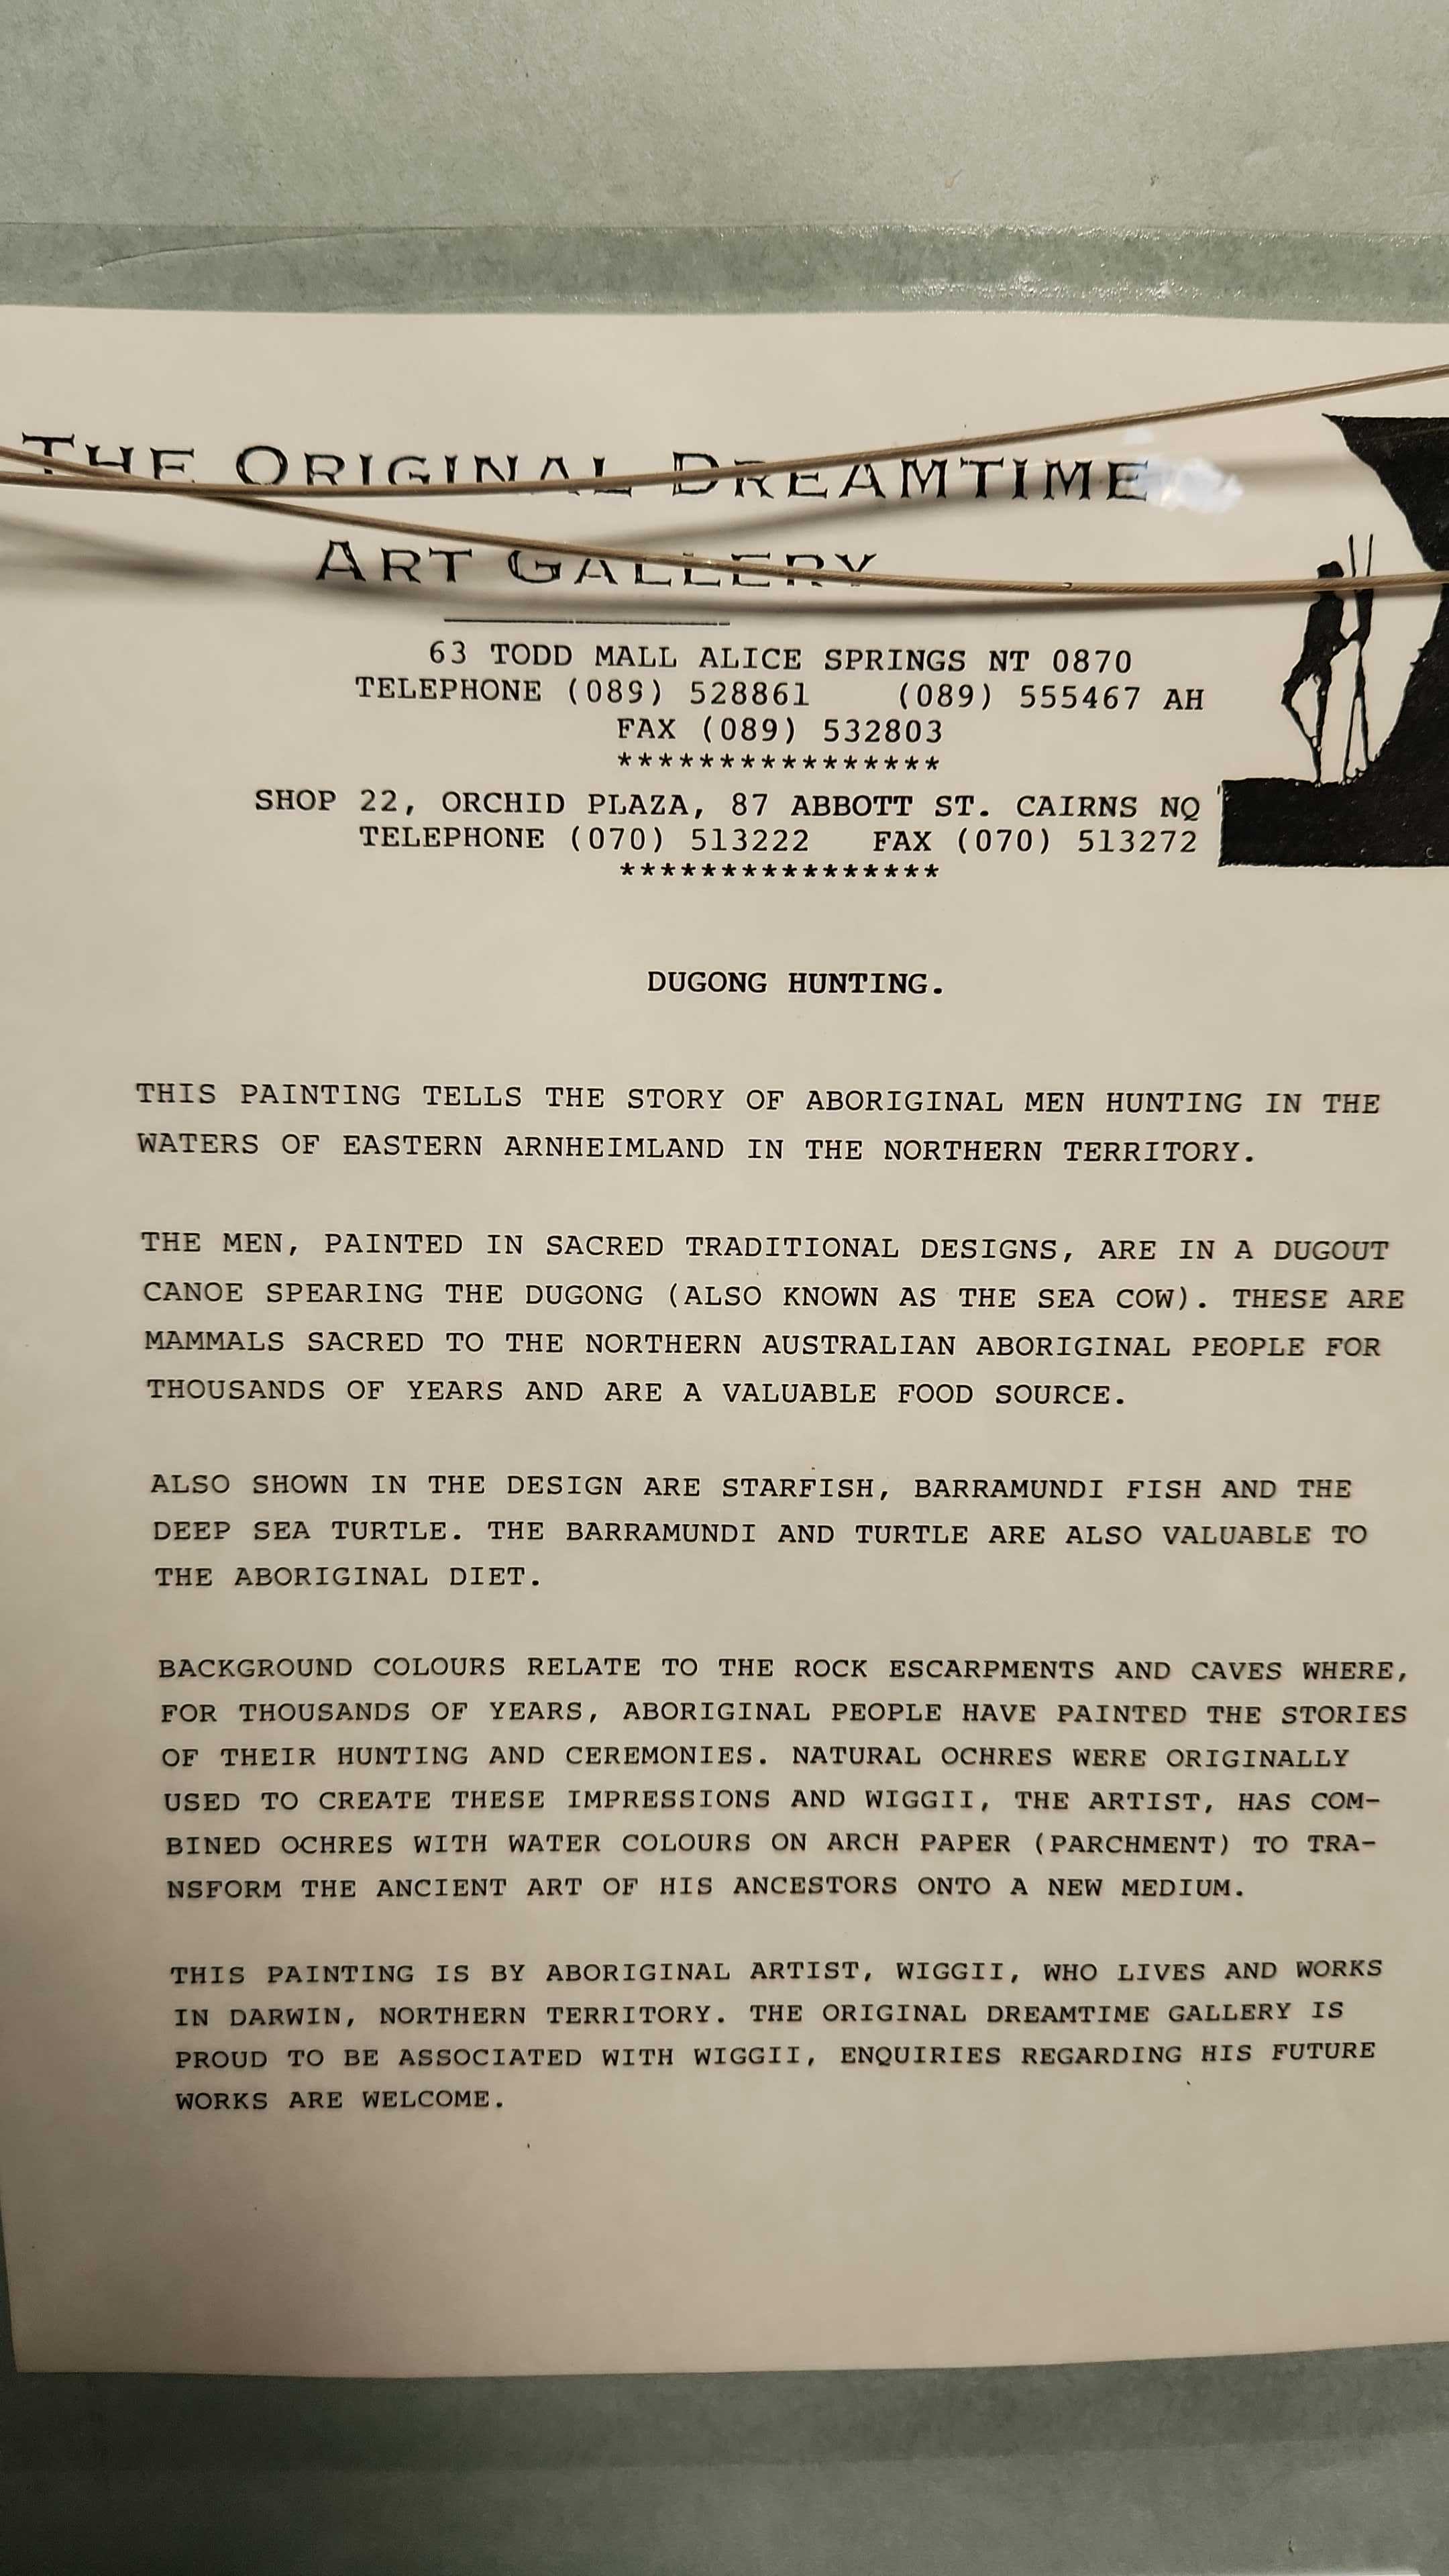 THE ORIGINAL DREAMTIME
ART GALLERY
63 TODD MALL ALICE SPRINGS NT 0870
TELEPHONE (089) 528861 (089) 555467 AH
FAX (089) 532803
****************
SHOP 22, ORCHID PLAZA, 87 ABBOTT ST. CAIRNS NQ
TELEPHONE (070) 513222 FAX (070) 513272
****************
DUGONG HUNTING.
THIS PAINTING TELLS THE STORY OF ABORIGINAL MEN HUNTING IN THE
WATERS OF EASTERN ARNHEIMLAND IN THE NORTHERN TERRITORY.
THE MEN, PAINTED IN SACRED TRADITIONAL DESIGNS, ARE IN A DUGOUT
CANOE SPEARING THE DUGONG (ALSO KNOWN AS THE SEA COW). THESE ARE
MAMMALS SACRED TO THE NORTHERN AUSTRALIAN ABORIGINAL PEOPLE FOR
THOUSANDS OF YEARS AND ARE A VALUABLE FOOD SOURCE.
ALSO SHOWN IN THE DESIGN ARE STARFISH, BARRAMUNDI FISH AND THE
DEEP SEA TURTLE. THE BARRAMUNDI AND TURTLE ARE ALSO VALUABLE TO
THE ABORIGINAL DIET.
BACKGROUND COLOURS RELATE TO THE ROCK ESCARPMENTS AND CAVES WHERE,
FOR THOUSANDS OF YEARS, ABORIGINAL PEOPLE HAVE PAINTED THE STORIES
OF THEIR HUNTING AND CEREMONIES. NATURAL OCHRES WERE ORIGINALLY
USED TO CREATE THESE IMPRESSIONS AND WIGGII, THE ARTIST, HAS COM-
BINED OCHRES WITH WATER COLOURS ON ARCH PAPER (PARCHMENT) TO TRA-
NSFORM THE ANCIENT ART OF HIS ANCESTORS ONTO A NEW MEDIUM.
THIS PAINTING IS BY ABORIGINAL ARTIST, WIGGII, WHO LIVES AND WORKS
IN DARWIN, NORTHERN TERRITORY. THE ORIGINAL DREAMTIME GALLERY IS
PROUD TO BE ASSOCIATED WITH WIGGII, ENQUIRIES REGARDING HIS FUTURE
WORKS ARE WELCOME.